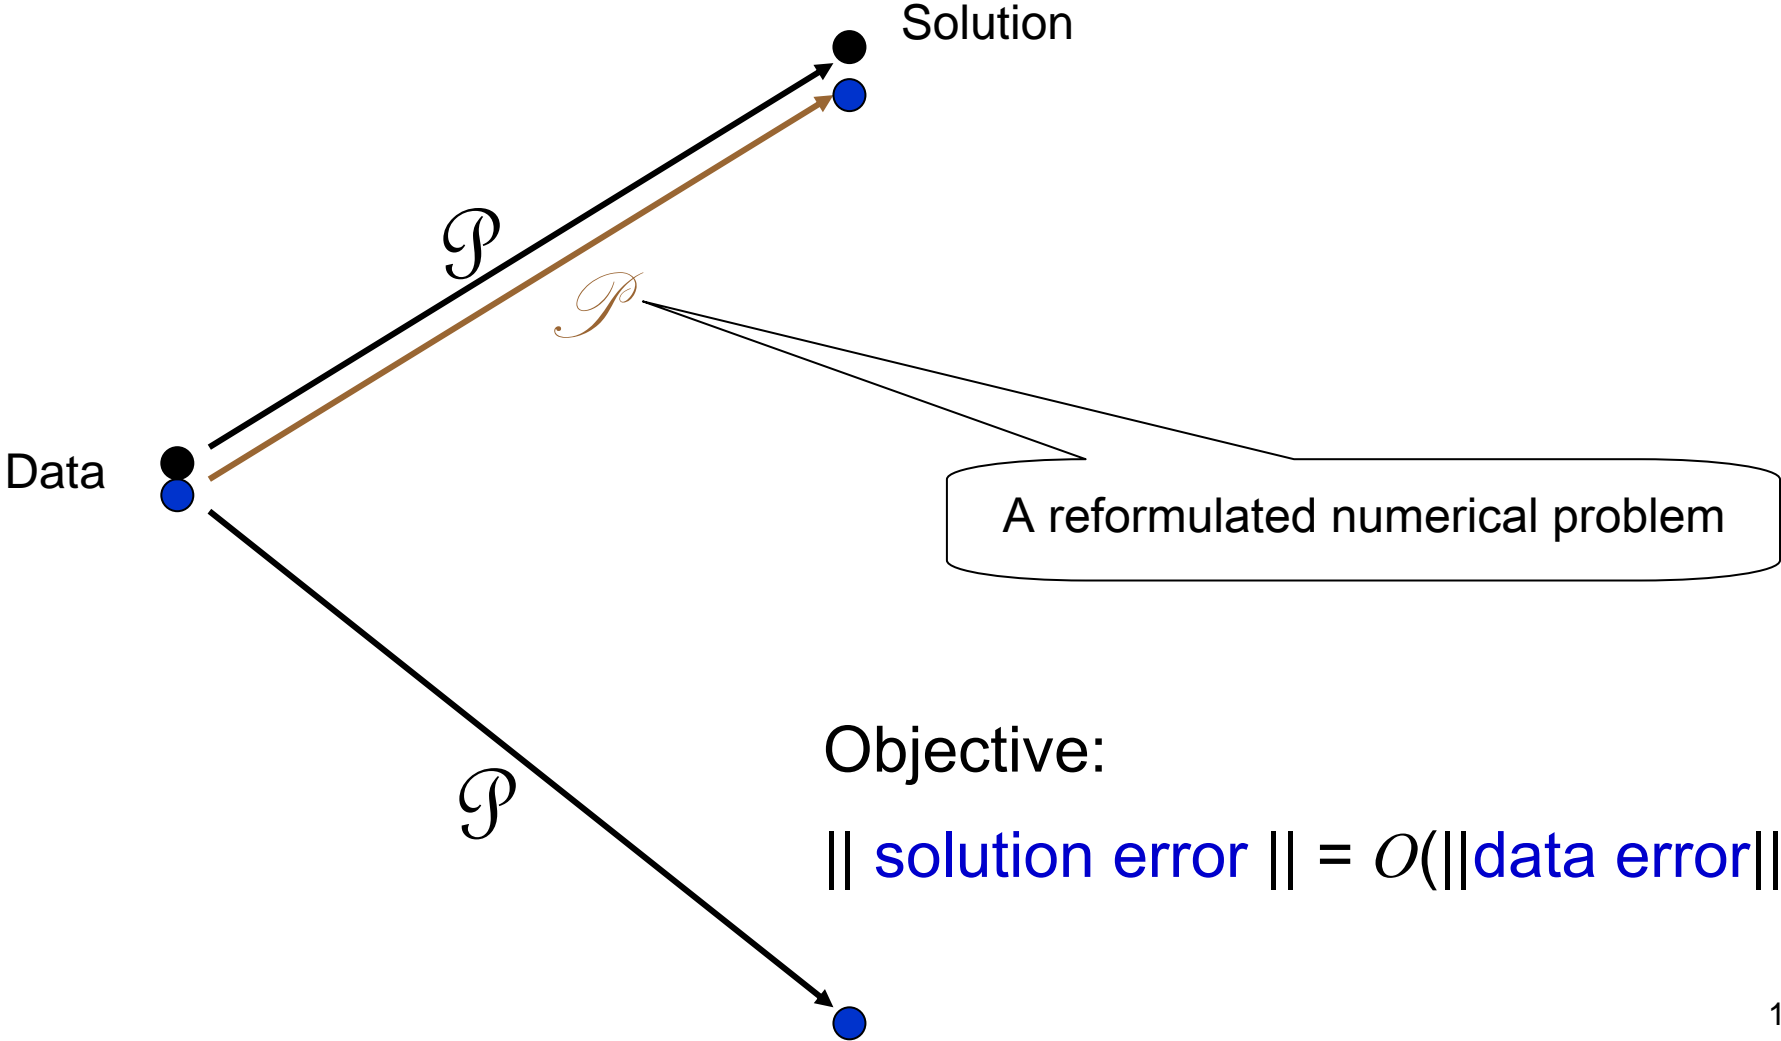 Solution
𝒫
𝒫
Data
A reformulated numerical problem
Objective:
𝒫
|| solution error || = O(||data error||
1